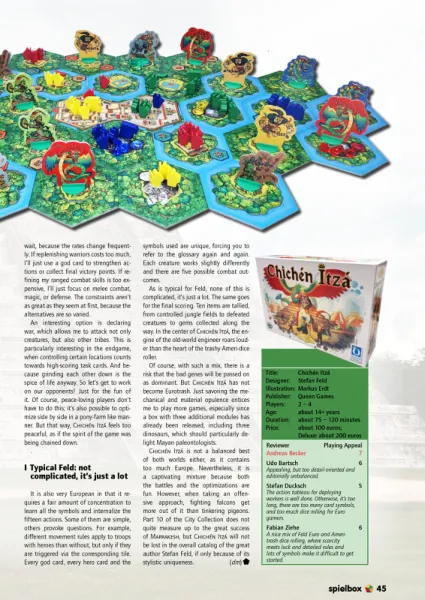 wait, because the rates change frequent-
ly. If replenishing warriors costs too much,
I'll just use a god card to strengthen ac-
tions or collect final victory points. If re-
fining my ranged combat skills is too ex-
pensive, I'll just focus on melee combat,
magic, or defense. The constraints aren't
as great as they seem at first, because the
alternatives are so varied.
An interesting option is declaring
war, which allows me to attack not only
creatures, but also other tribes. This is
particularly interesting in the endgame,
when controlling certain locations counts
towards high-scoring task cards. And be-
cause grinding each other down is the
spice of life anyway. So let's get to work
on our opponents! Just for the fun of
it. Of course, peace-loving players don't
have to do this; it's also possible to opti-
mize side by side in a pony-farm like man-
ner. But that way, CHICHÉN ITZÁ feels too
peaceful, as if the spirit of the game was
being chained down.
I Typical Feld: not
complicated, it's just a lot
It is also very European in that it re-
quires a fair amount of concentration to
learn all the symbols and internalize the
fifteen actions. Some of them are simple,
others provoke questions. For example,
different movement rules apply to troops
with heroes than without, but only if they
are triggered via the corresponding tile.
Every god card, every hero card and the
symbols used are unique, forcing you to
refer to the glossary again and again.
Each creature works slightly differently
and there are five possible combat out-
comes.
As is typical for Feld, none of this is
complicated, it's just a lot. The same goes
for the final scoring. Ten items are tallied,
from controlled jungle fields to defeated
creatures to gems collected along the
way. In the center of CHICHÉN ITZÁ, the en-
gine of the old-world engineer roars loud-
er than the heart of the trashy Ameri-dice
roller.
Of course, with such a mix, there is a
risk that the bad genes will be passed on
as dominant. But CHICHÉN ITZÁ has not
become Eurotrash. Just savoring the me-
chanical and material opulence entices
me to play more games, especially since
a box with three additional modules has
already been released, including three
dinosaurs, which should particularly de-
light Mayan paleontologists.
CHICHÉN ITZÁ is not a balanced best
of both worlds either, as it contains
too much Europe. Nevertheless, it is
a captivating mixture because both
the battles and the optimizations are
fun. However, when taking an offen-
sive approach, fighting falcons get
more out of it than tinkering pigeons.
Part 10 of the City Collection does not
quite measure up to the great success
of MARRAKESH, but CHICHÉN ITZÁ will not
be lost in the overall catalog of the great
author Stefan Feld, if only because of its
stylistic uniqueness. (dm)
Chichén Itzá
Title: Chichén Itzá
Designer: Stefan Feld
Illustration: Markus Erdt
Publisher: Queen Games
Players: 2 – 4
Age: about 14+ years
Duration: about 75 – 120 minutes
Price: about 100 euros;
Deluxe about 200 euros
Reviewer Playing Appeal
Andreas Becker 7
Udo Bartsch 6
Appealing, but too detail-oriented and
editorially unbalanced.
Stefan Ducksch 5
The action tableau for deploying
workers is well done. Otherwise, it's too
long, there are too many card symbols,
and too much dice rolling for Euro
gamers.
Fabian Ziehe 6
A nice mix of Feld Euro and Ameri-
trash dice rolling, where scarcity
meets luck and detailed rules and
lots of symbols make it difficult to get
started.
spielbox 45